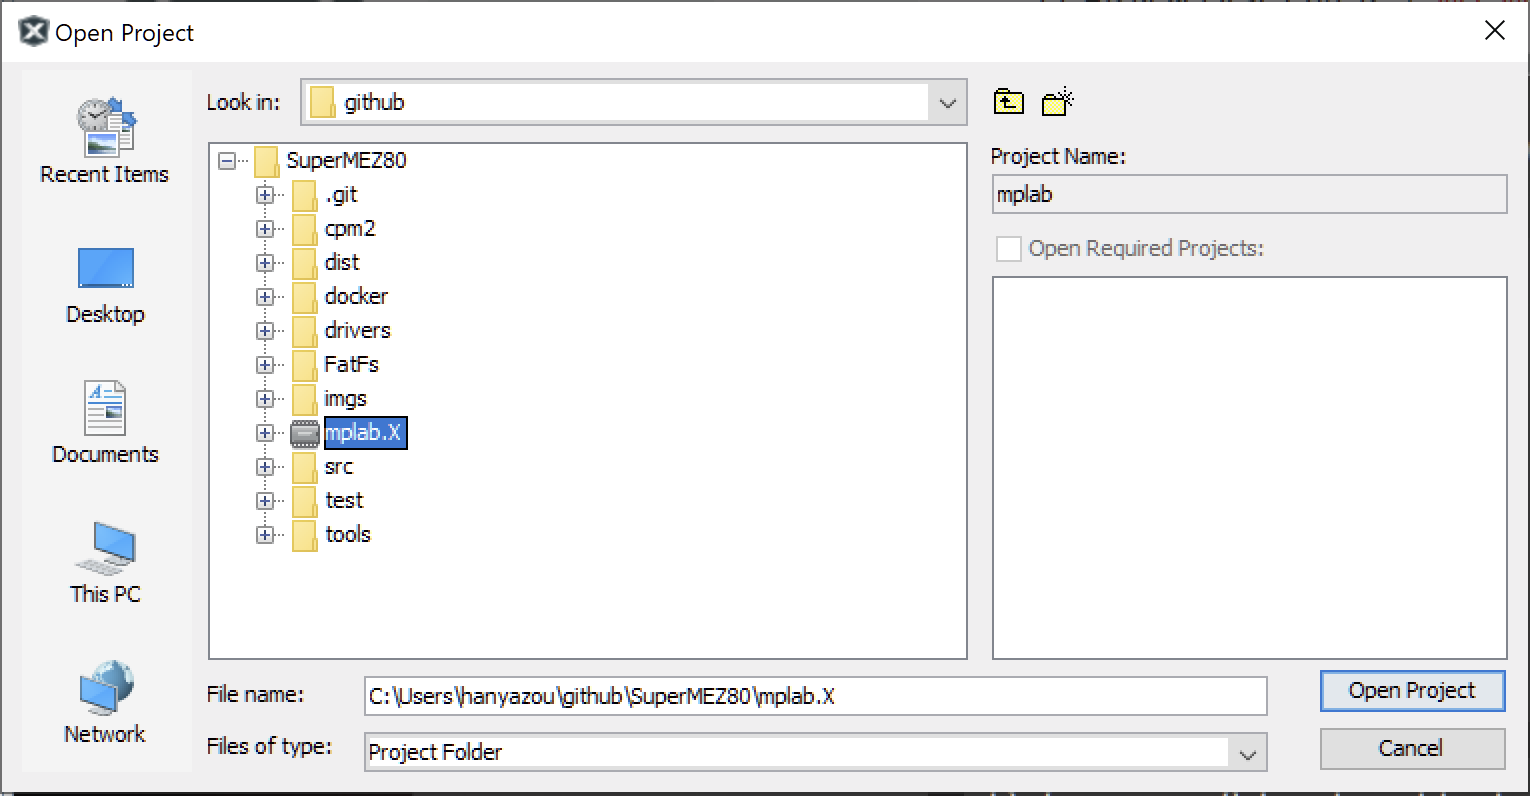 Open Project
Look in:
github
Recent Items
Desktop
Documents
This PC
Network
SuperMEZ80
.git
cpm2
dist
docker
drivers
FatFs
imgs
mplab.X
src
test
tools
Project Name:
mplab
Open Required Projects:
File name:
C:\Users\hanyazou\github\SuperMEZ80\mplab.X
Open Project
Files of type:
Project Folder
Cancel